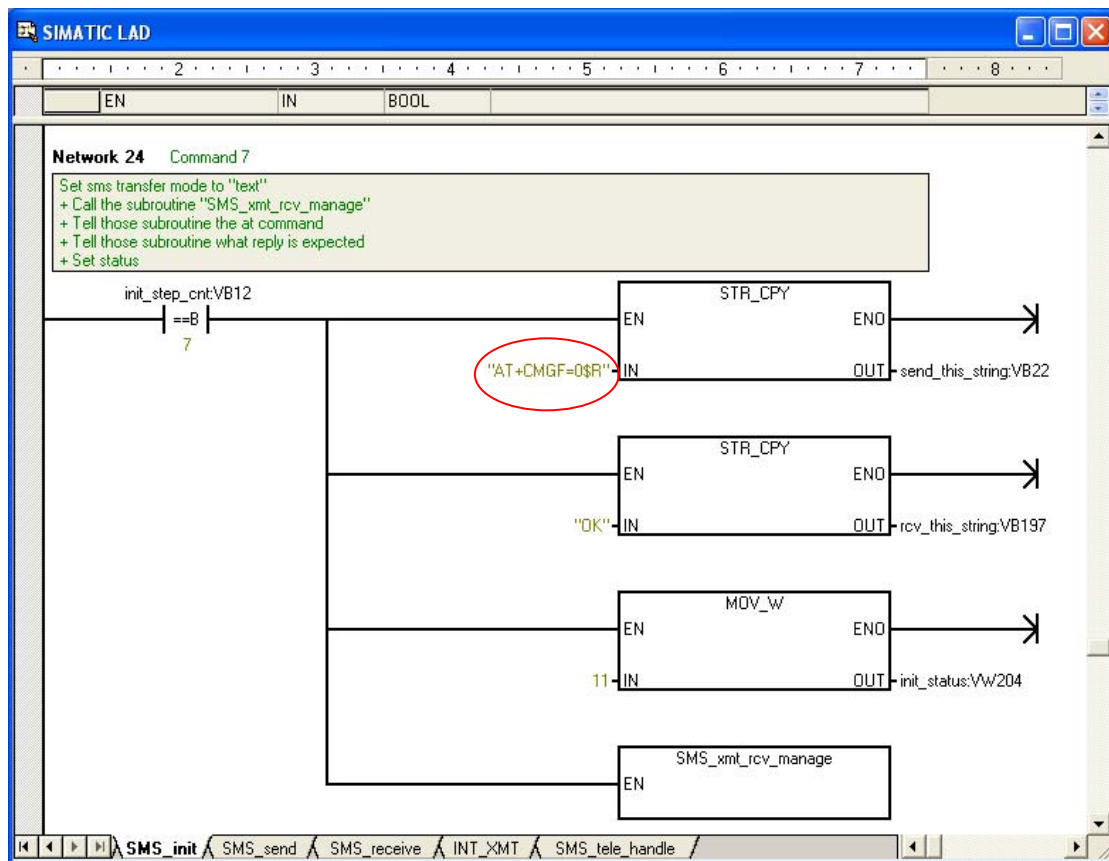 SIMATIC LAD
2 3 4 5 6 7 8
EN IN BOOL
Network 24 Command 7
Set sms transfer mode to "text"
+ Call the subroutine "SMS_xmt_rcv_manage"
+ Tell those subroutine the at command
+ Tell those subroutine what reply is expected
+ Set status
init_step_cnt:VB12
==B
7
STR_CPY
EN ENO
"AT+CMGF=0$R" IN OUT send_this_string:VB22
STR_CPY
EN ENO
"OK" IN OUT rcv_this_string:VB197
MOV_W
EN ENO
11 IN OUT init_status:VW204
SMS_xmt_rcv_manage
EN
SMS_init SMS_send SMS_receive INT_XMT SMS_tele_handle